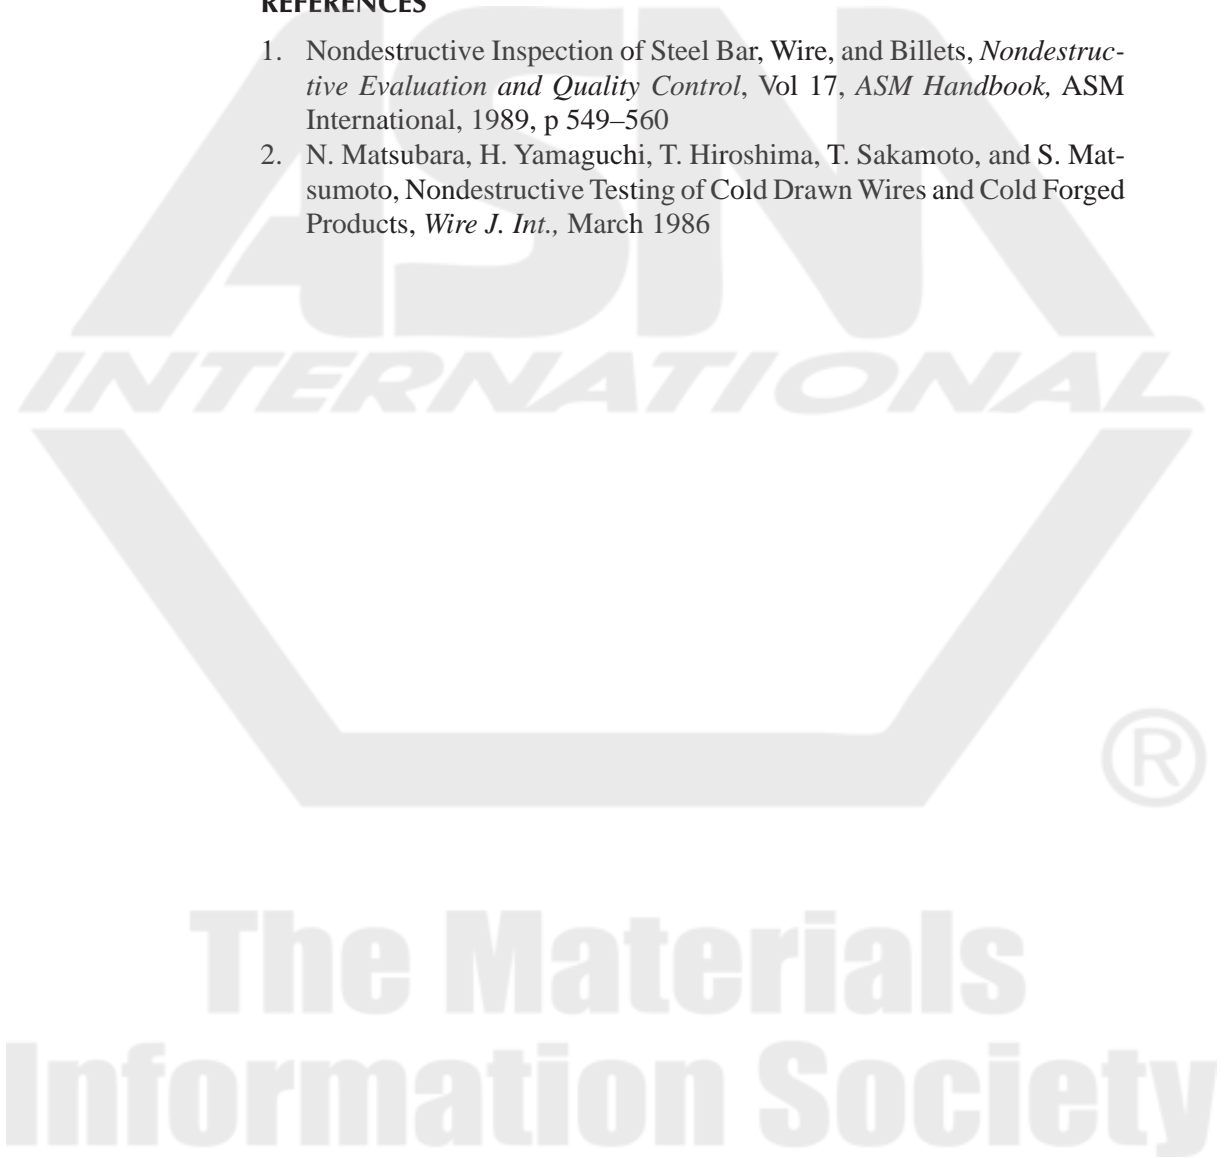 REFERENCES
1. Nondestructive Inspection of Steel Bar, Wire, and Billets, Nondestruc-
tive Evaluation and Quality Control, Vol 17, ASM Handbook, ASM
International, 1989, p 549–560
2. N. Matsubara, H. Yamaguchi, T. Hiroshima, T. Sakamoto, and S. Mat-
sumoto, Nondestructive Testing of Cold Drawn Wires and Cold Forged
Products, Wire J. Int., March 1986
ASM
INTERNATIONAL
®
The Materials
Information Society